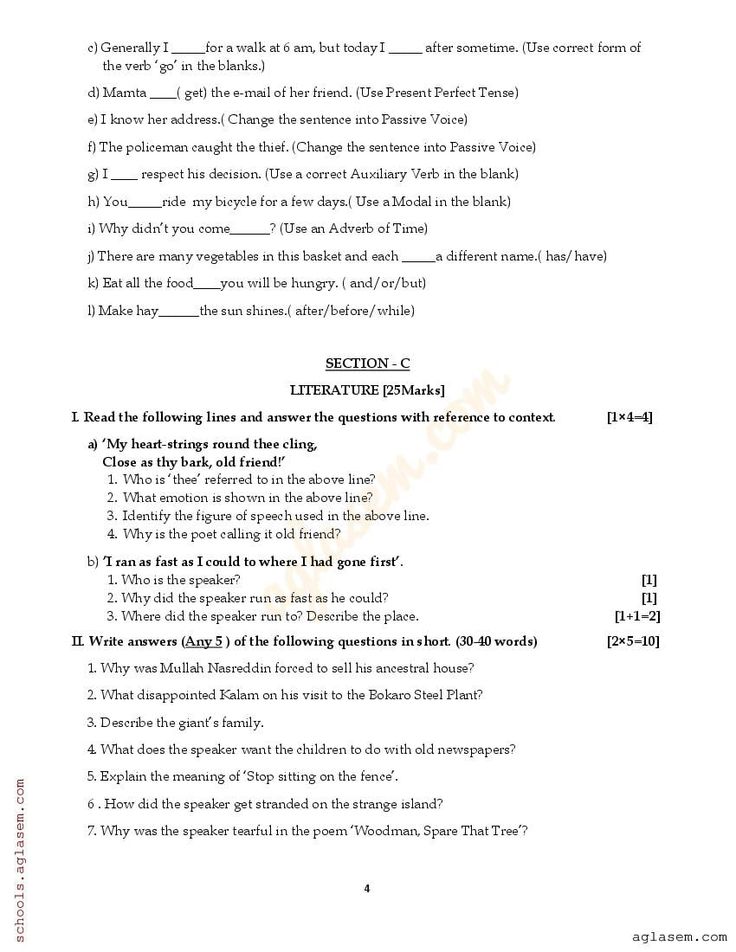 c) Generally I _____for a walk at 6 am, but today I _____ after sometime. (Use correct form of
the verb ‘go’ in the blanks.)
d) Mamta ____( get) the e-mail of her friend. (Use Present Perfect Tense)
e) I know her address.( Change the sentence into Passive Voice)
f) The policeman caught the thief. (Change the sentence into Passive Voice)
g) I ____ respect his decision. (Use a correct Auxiliary Verb in the blank)
h) You_____ride my bicycle for a few days.( Use a Modal in the blank)
i) Why didn’t you come______? (Use an Adverb of Time)
j) There are many vegetables in this basket and each _____a different name.( has/have)
k) Eat all the food____you will be hungry. ( and/or/but)
l) Make hay______the sun shines.( after/before/while)
SECTION - C
LITERATURE [25Marks]
I. Read the following lines and answer the questions with reference to context. [1×4=4]
a) ‘My heart-strings round thee cling,
Close as thy bark, old friend!’
1. Who is ‘thee’ referred to in the above line?
2. What emotion is shown in the above line?
3. Identify the figure of speech used in the above line.
4. Why is the poet calling it old friend?
b) ‘I ran as fast as I could to where I had gone first’.
1. Who is the speaker? [1]
2. Why did the speaker run as fast as he could? [1]
3. Where did the speaker run to? Describe the place. [1+1=2]
II. Write answers (Any 5 ) of the following questions in short. (30-40 words) [2×5=10]
1. Why was Mullah Nasreddin forced to sell his ancestral house?
2. What disappointed Kalam on his visit to the Bokaro Steel Plant?
3. Describe the giant’s family.
4. What does the speaker want the children to do with old newspapers?
5. Explain the meaning of ‘Stop sitting on the fence’.
6 . How did the speaker get stranded on the strange island?
7. Why was the speaker tearful in the poem ‘Woodman, Spare That Tree’?
4
aglasem.com
schools.aglasem.com
aglasem.com